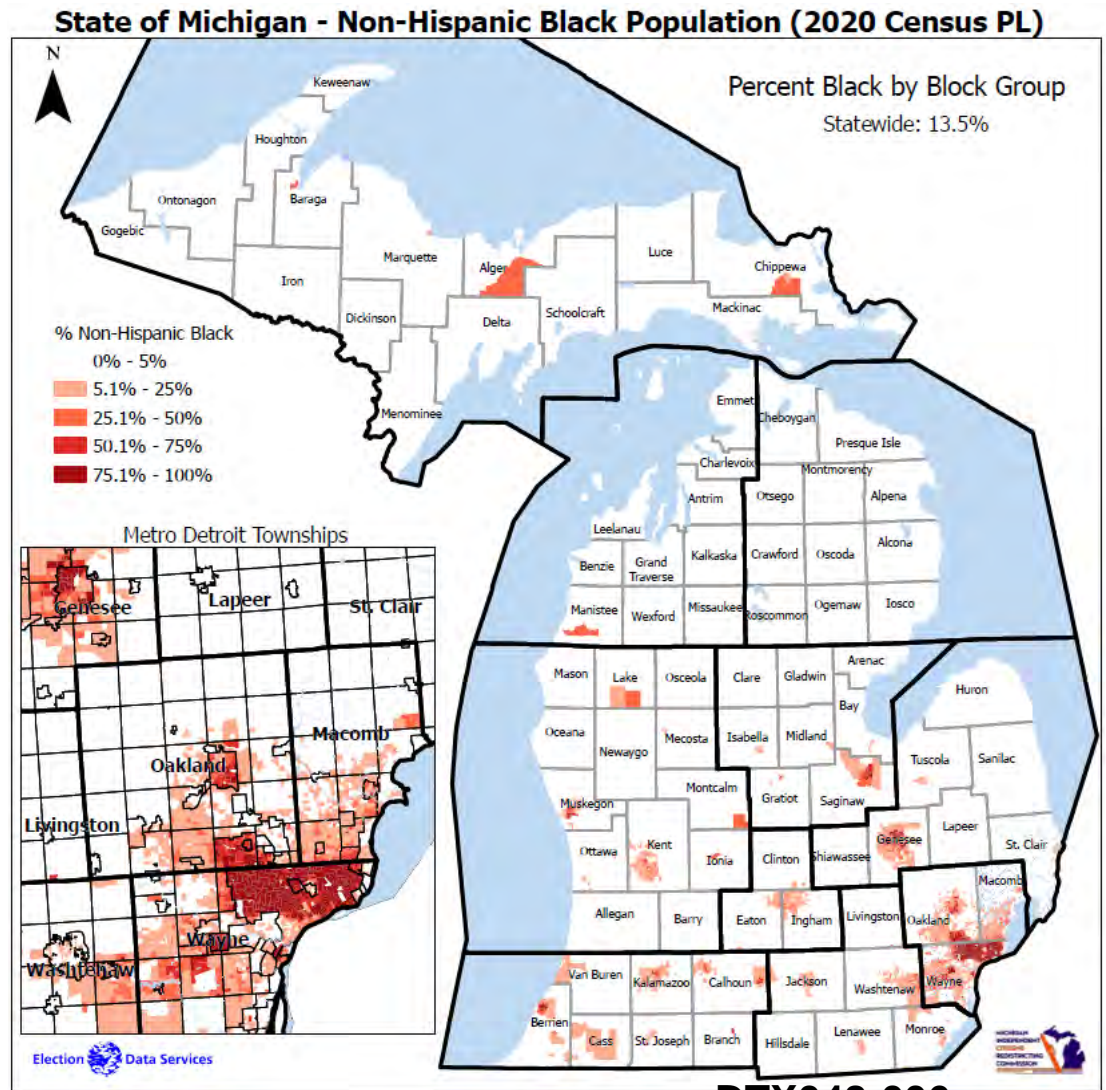 State of Michigan - Non-Hispanic Black Population (2020 Census PL)
N
Percent Black by Block Group
Statewide: 13.5%
Keweenaw
Houghton
Ontonagon
Baraga
Gogebic
Marquette
Alger
Luce
Chippewa
Iron
Dickinson
Delta
Schoolcraft
Mackinac
Menominee
% Non-Hispanic Black
0% - 5%
5.1% - 25%
25.1% - 50%
50.1% - 75%
75.1% - 100%
Emmet
Cheboygan
Presque Isle
Charlevoix
Montmorency
Antrim
Otsego
Alpena
Leelanau
Benzie
Grand
Traverse
Kalkaska
Crawford
Oscoda
Alcona
Manistee
Wexford
Missaukee
Roscommon
Ogemaw
Iosco
Mason
Lake
Osceola
Clare
Gladwin
Arenac
Huron
Bay
Oceana
Newaygo
Mecosta
Isabella
Midland
Tuscola
Sanilac
Muskegon
Montcalm
Gratiot
Saginaw
Ottawa
Kent
Ionia
Clinton
Shiawassee
Genesee
Lapeer
St. Clair
Macomb
Allegan
Barry
Eaton
Ingham
Livingston
Oakland
Van Buren
Kalamazoo
Calhoun
Jackson
Washtenaw
Wayne
Berrien
Cass
St. Joseph
Branch
Hillsdale
Lenawee
Monroe
Metro Detroit Townships
Genesee
Lapeer
St. Clair
Macomb
Oakland
Livingston
Wayne
Washtenaw
Election Data Services
MICHIGAN
INDEPENDENT
CITIZENS
REDISTRICTING
COMMISSION